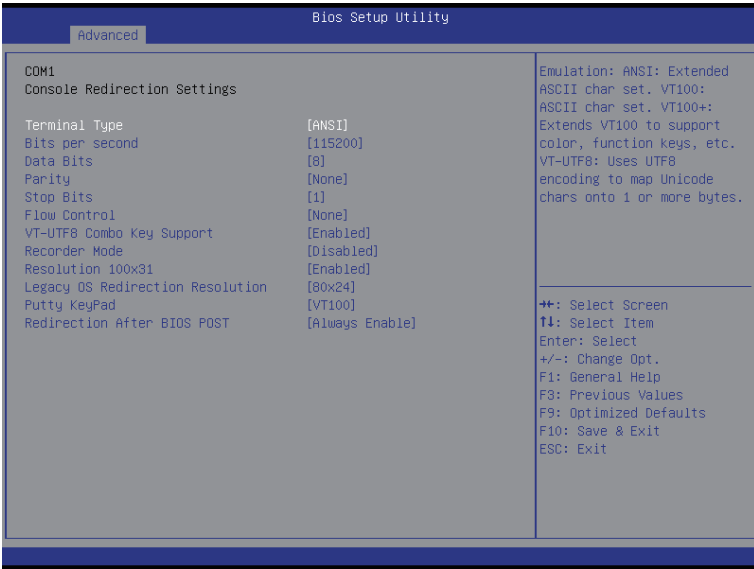 Bios Setup Utility
Advanced
COM1
Console Redirection Settings
Terminal Type [ANSI]
Bits per second [115200]
Data Bits [8]
Parity [None]
Stop Bits [1]
Flow Control [None]
VT-UTF8 Combo Key Support [Enabled]
Recorder Mode [Disabled]
Resolution 100x31 [Enabled]
Legacy OS Redirection Resolution [80x24]
Putty KeyPad [VT100]
Redirection After BIOS POST [Always Enable]
Emulation: ANSI: Extended
ASCII char set. VT100:
ASCII char set. VT100+:
Extends VT100 to support
color, function keys, etc.
VT-UTF8: Uses UTF8
encoding to map Unicode
chars onto 1 or more bytes.
→←: Select Screen
↑↓: Select Item
Enter: Select
+/-: Change Opt.
F1: General Help
F3: Previous Values
F9: Optimized Defaults
F10: Save & Exit
ESC: Exit